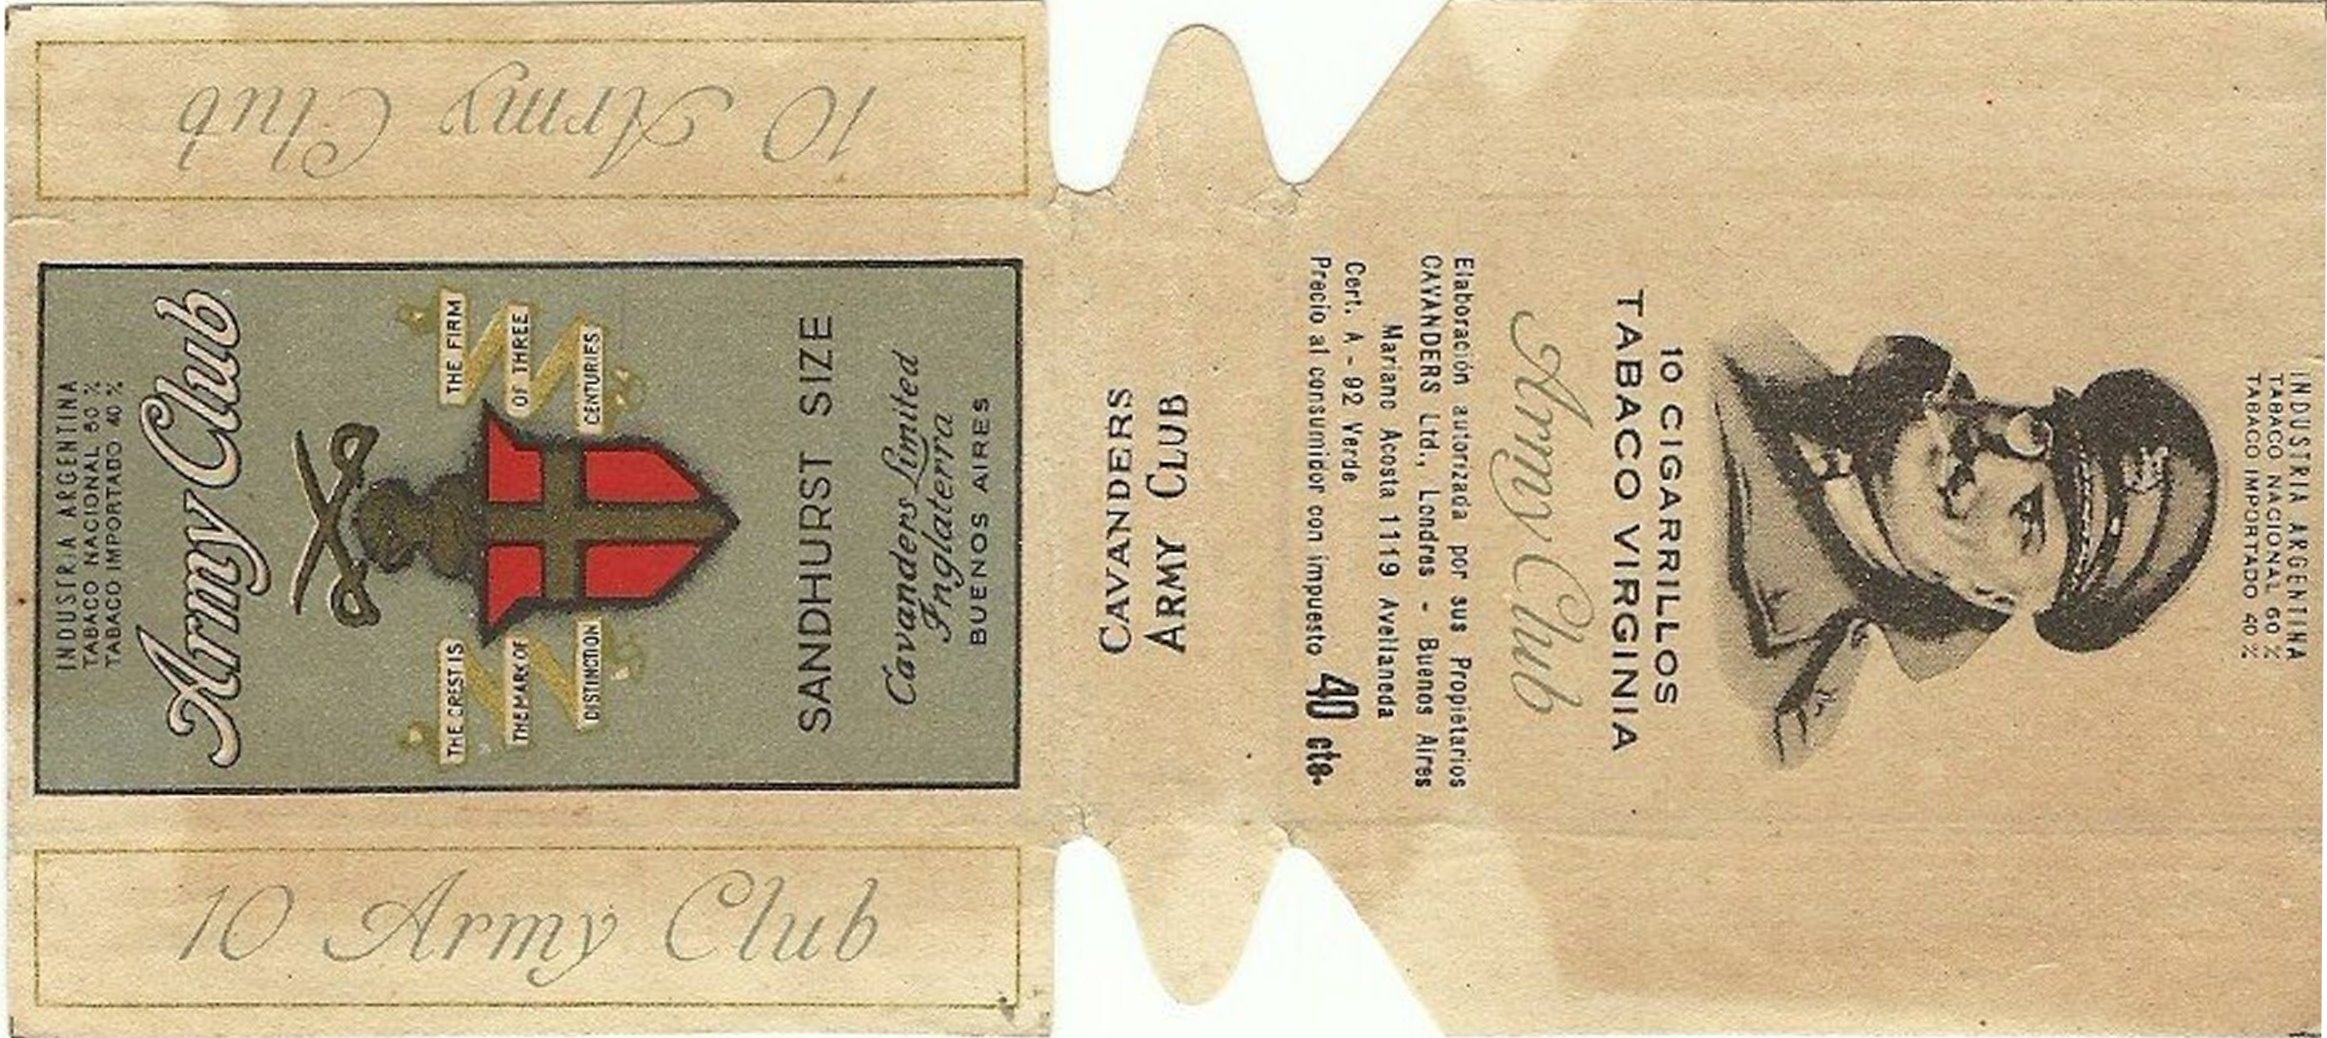 10 Army Club
INDUSTRIA ARGENTINA
TABACO NACIONAL 60 %
TABACO IMPORTADO 40 %
Army Club
THE CREST IS
THE MARK OF
DISTINCTION
THE FIRM
OF THREE
CENTURIES
SANDHURST SIZE
Cavanders Limited
Inglaterra
BUENOS AIRES
10 Army Club
CAVANDERS
ARMY CLUB
Elaboración autorizada por sus Propietarios
CAVANDERS Ltd., Londres - Buenos Aires
Mariano Acosta 1119 Avellaneda
Cert. A - 92 Verde
Precio al consumidor con impuesto 40 cts.
INDUSTRIA ARGENTINA
TABACO NACIONAL 60 %
TABACO IMPORTADO 40 %
10 CIGARRILLOS
TABACO VIRGINIA
Army Club